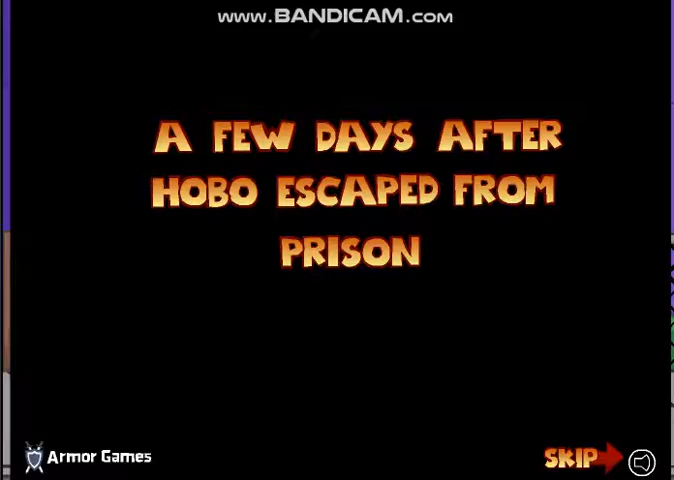 www.BANDICAM.com
A FEW DAYS AFTER
HOBO ESCAPED FROM
PRISON
Armor Games
SKIP